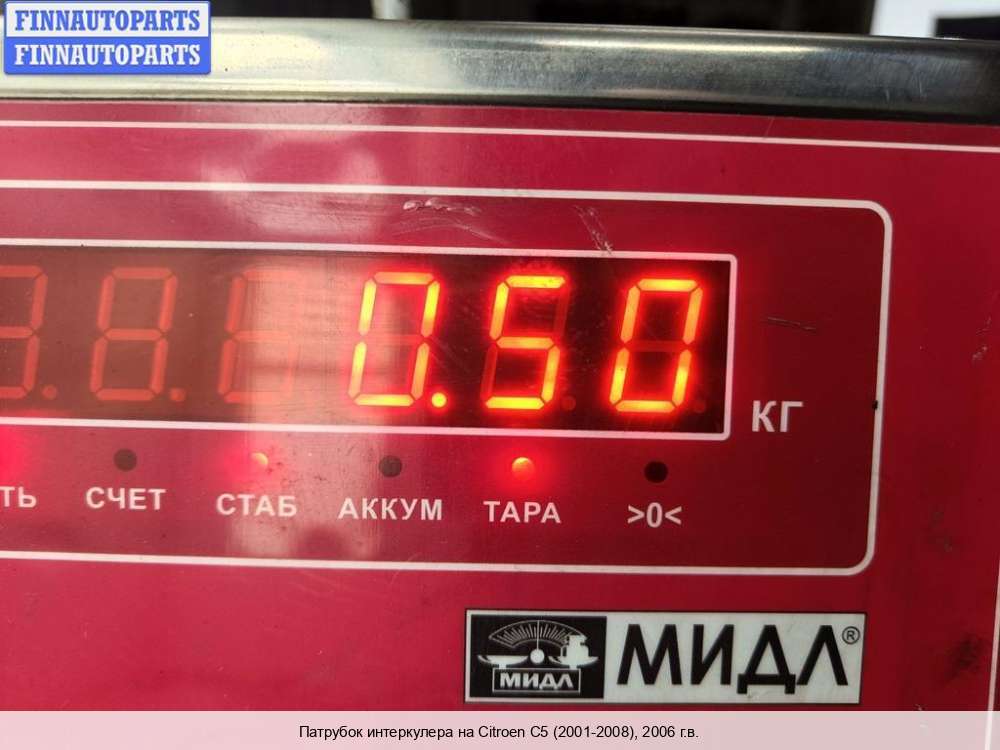 FINNAUTOPARTS
FINNAUTOPARTS
0.50
КГ
ТЬ СЧЕТ СТАБ АККУМ ТАРА >0<
МИДЛ МИДЛ®
Патрубок интеркулера на Citroen C5 (2001-2008), 2006 г.в.